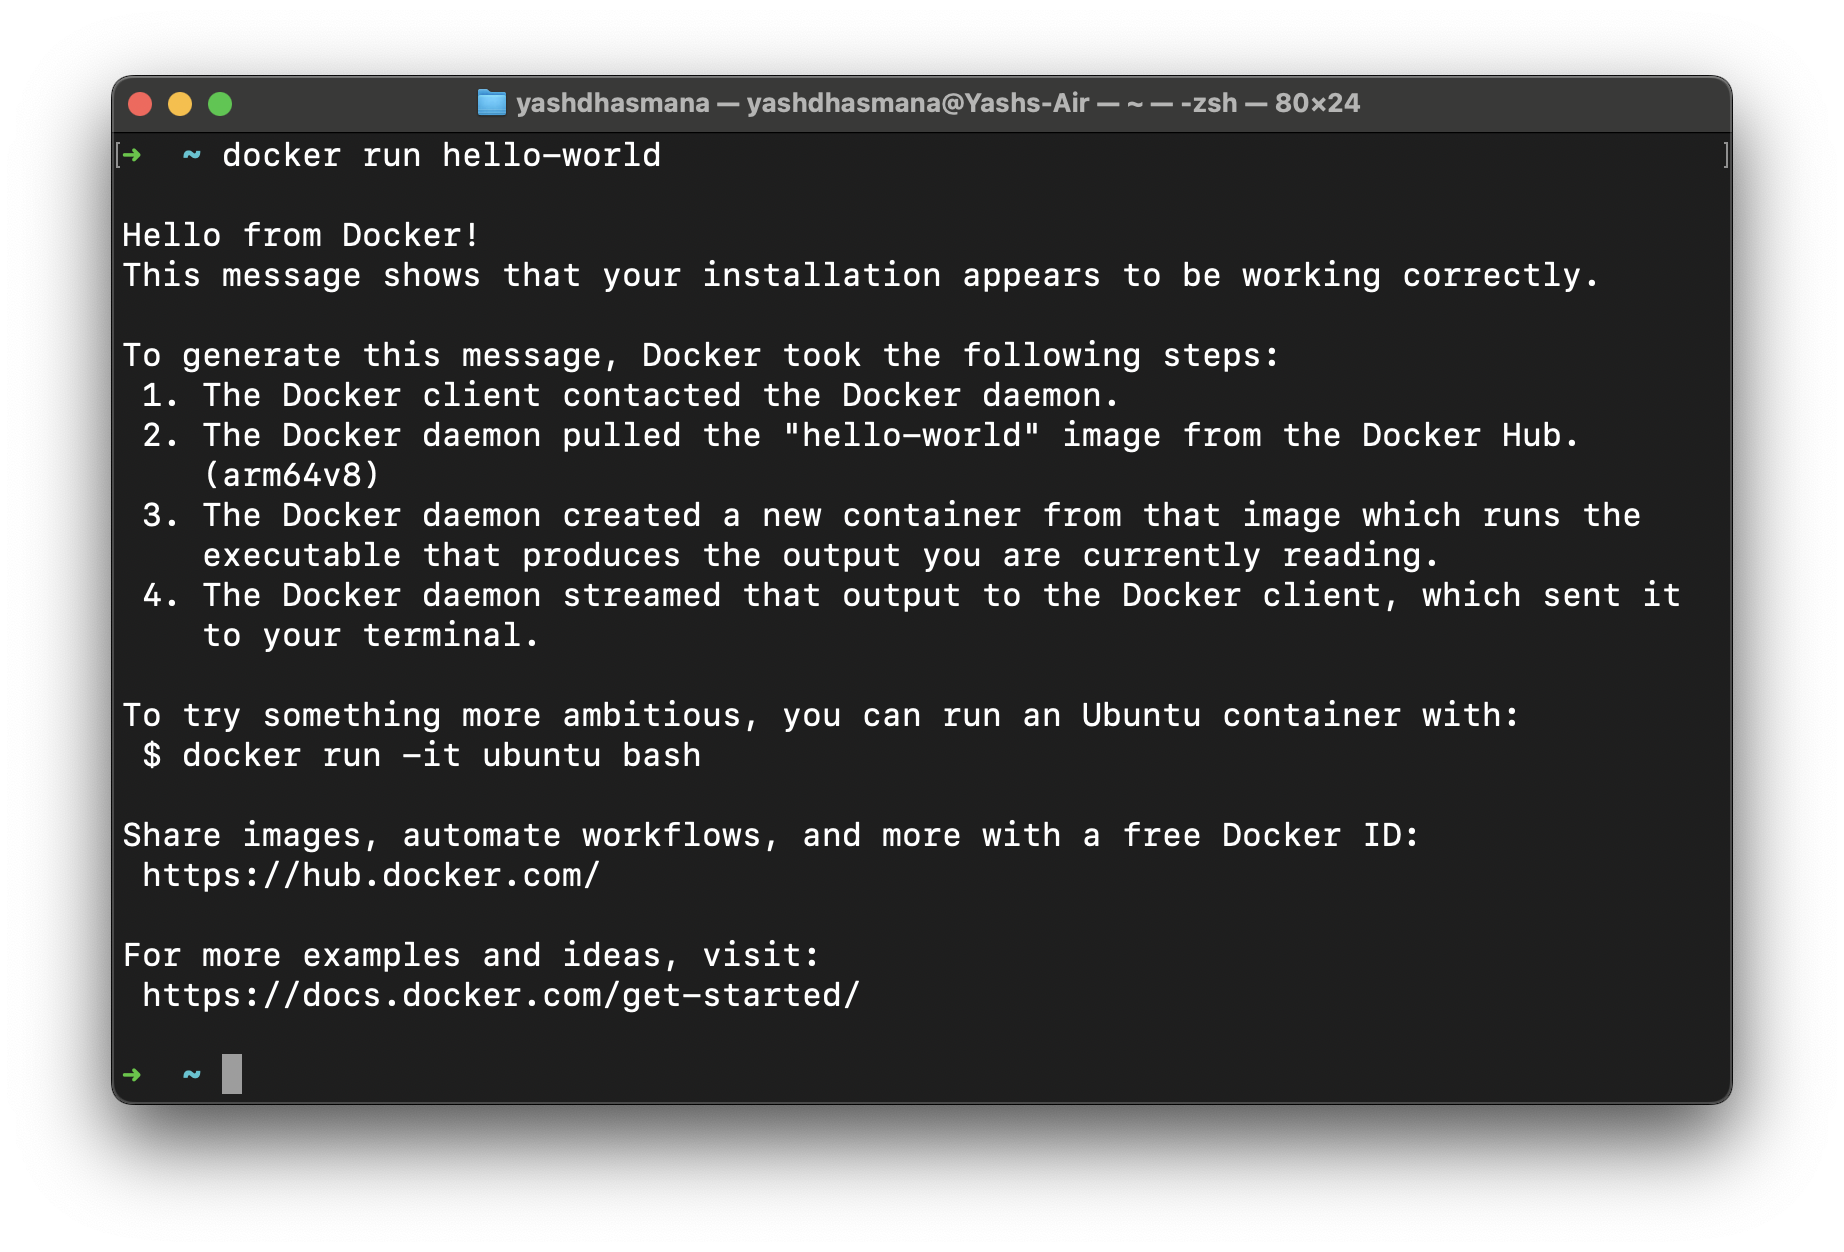 yashdhasmana — yashdhasmana@Yashs-Air — ~ — -zsh — 80×24
[➜  ~ docker run hello-world ]
Hello from Docker!
This message shows that your installation appears to be working correctly.
To generate this message, Docker took the following steps:
 1. The Docker client contacted the Docker daemon.
 2. The Docker daemon pulled the "hello-world" image from the Docker Hub.
    (arm64v8)
 3. The Docker daemon created a new container from that image which runs the
    executable that produces the output you are currently reading.
 4. The Docker daemon streamed that output to the Docker client, which sent it
    to your terminal.
To try something more ambitious, you can run an Ubuntu container with:
 $ docker run -it ubuntu bash
Share images, automate workflows, and more with a free Docker ID:
 https://hub.docker.com/
For more examples and ideas, visit:
 https://docs.docker.com/get-started/
➜  ~